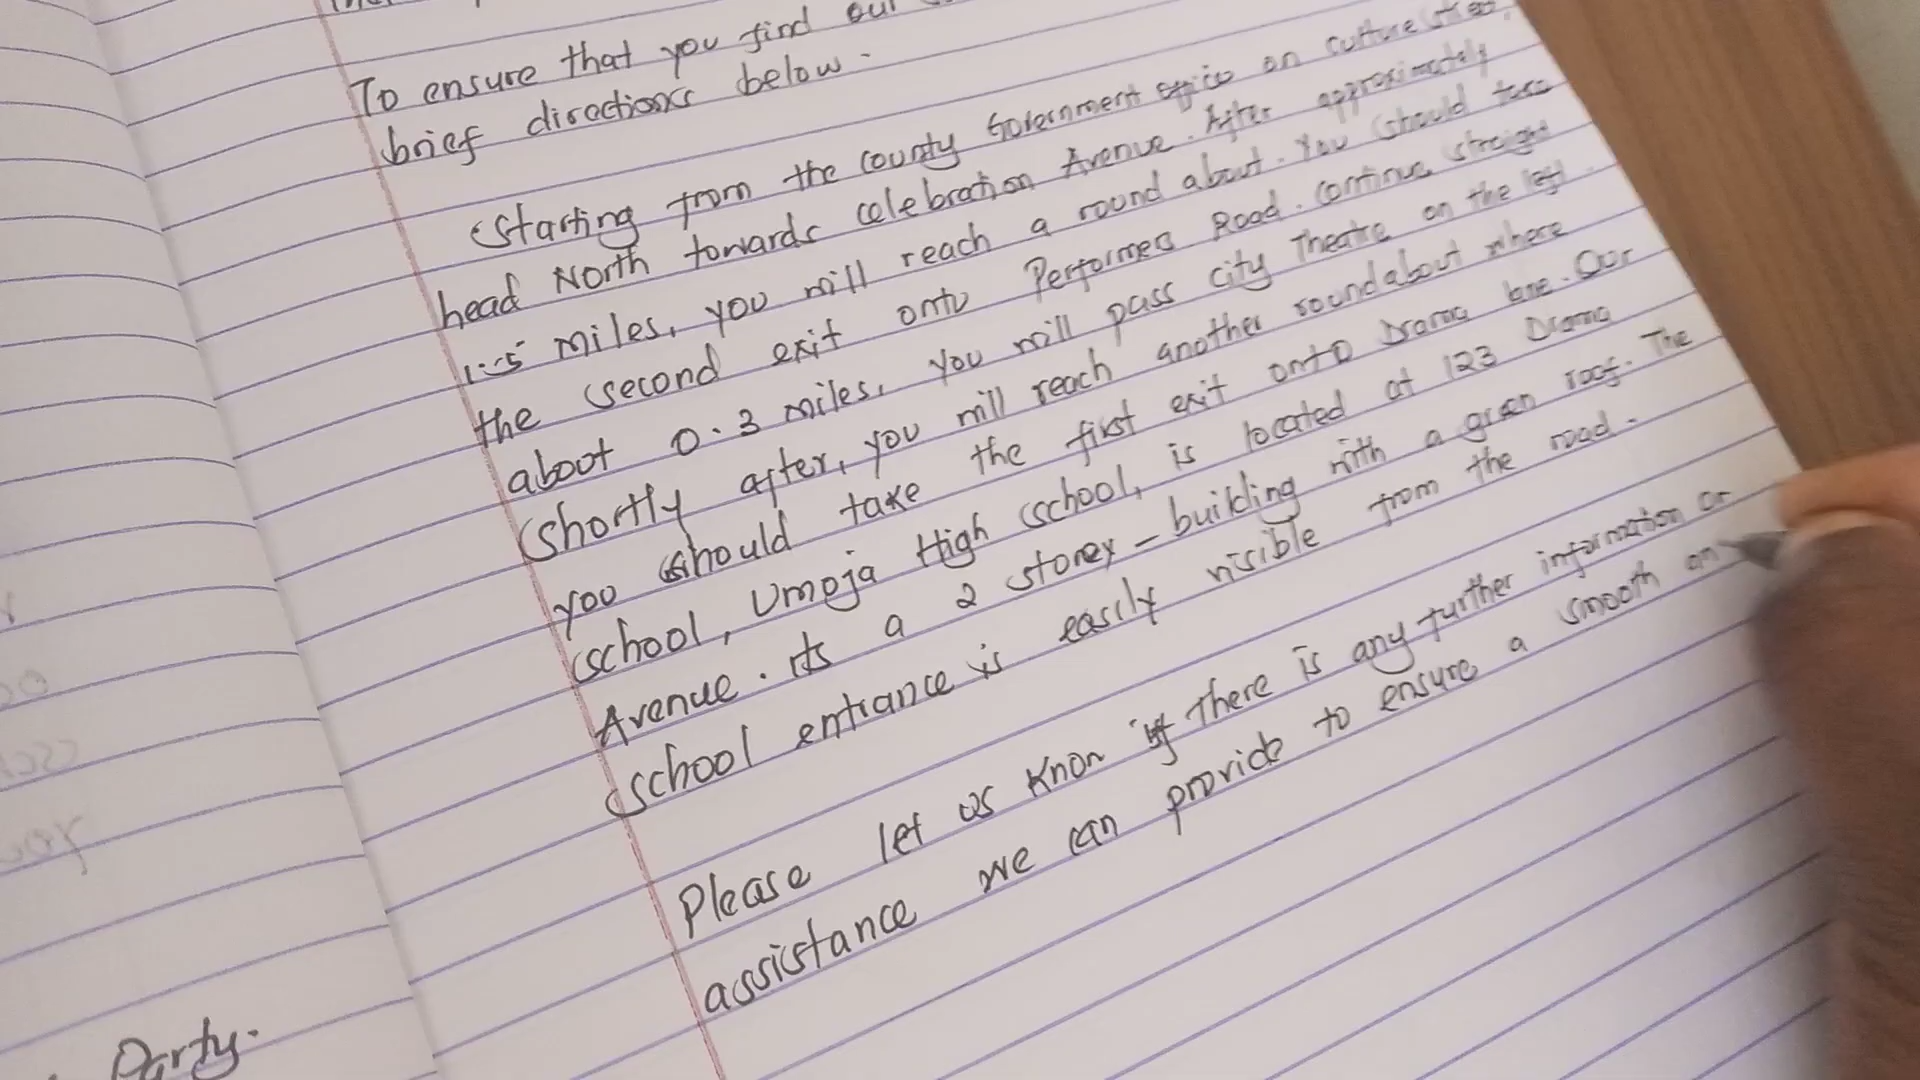 To ensure that you find our
brief directions below.
Starting from the County Government office on culture street,
head North towards celebration Avenue. After approximately
1.5 miles, you will reach a round about. You should take
the second exit onto Performers Road. Continue straight
about 0.3 miles, you will pass city Theatre on the left.
Shortly after, you will reach another roundabout where
you should take the first exit onto Drama lane. Our
school, Umoja High school, is located at 123 Drama
Avenue. its a 2 storey-building with a green roof. The
school entrance is easily visible from the road.
Please let us know if there is any further information or
assistance we can provide to ensure a smooth an
Party.